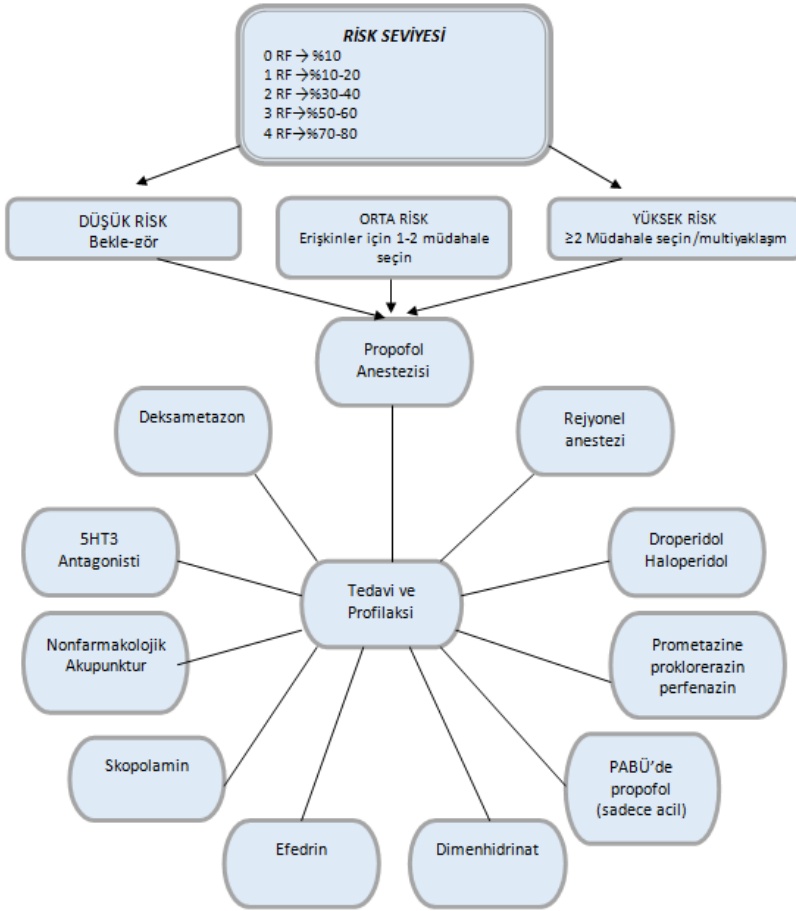 RİSK SEVİYESİ
0 RF → %10
1 RF →%10-20
2 RF →%30-40
3 RF→%50-60
4 RF→%70-80
DÜŞÜK RİSK
Bekle-gör
ORTA RİSK
Erişkinler için 1-2 müdahale
seçin
YÜKSEK RİSK
≥2 Müdahale seçin/multiyaklaşım
Propofol
Anestezisi
Deksametazon
Rejyonel
anestezi
5HT3
Antagonisti
Droperidol
Haloperidol
Tedavi ve
Profilaksi
Nonfarmakolojik
Akupunktur
Prometazine
proklorerazin
perfenazin
Skopolamin
PABÜ’de
propofol
(sadece acil)
Efedrin
Dimenhidrinat